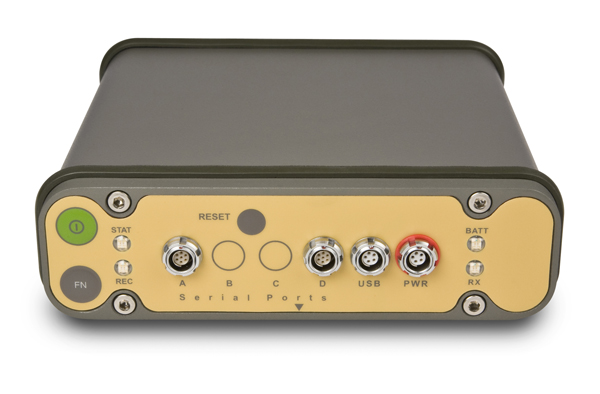 RESET
STAT
BATT
FN
REC
A B C D USB PWR
RX
Serial Ports